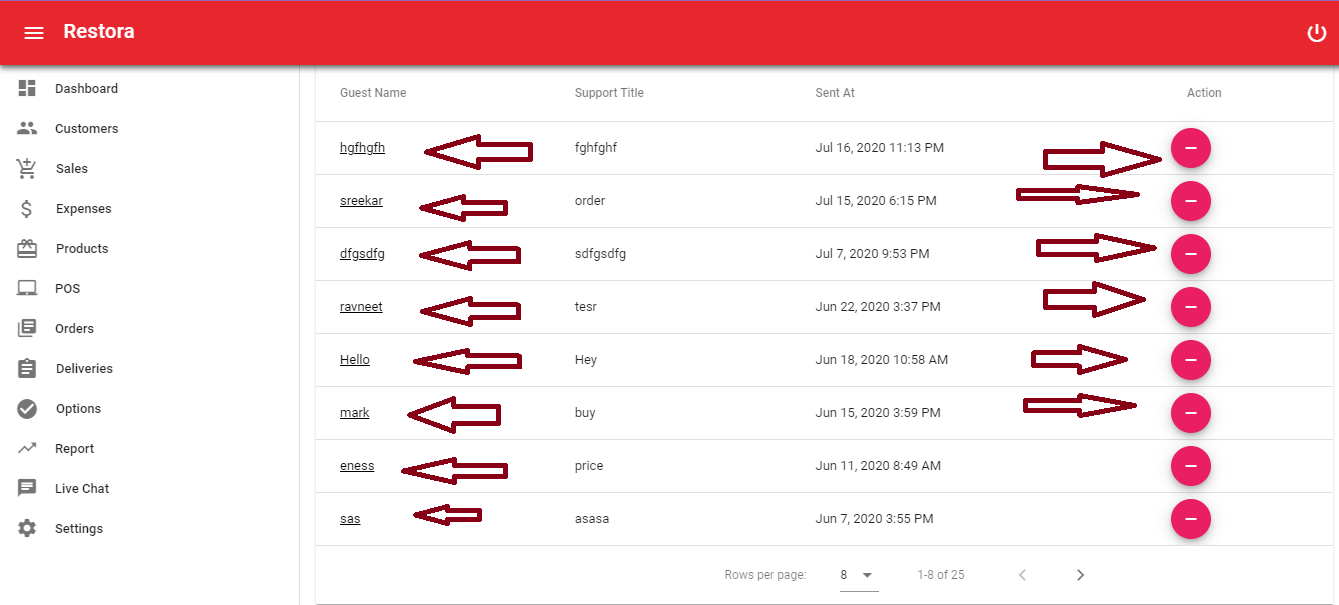 Restora
Dashboard
Customers
Sales
Expenses
Products
POS
Orders
Deliveries
Options
Report
Live Chat
Settings
Guest Name Support Title Sent At Action
hgfhgfh fghfghf Jul 16, 2020 11:13 PM
sreekar order Jul 15, 2020 6:15 PM
dfgsdfg sdfgsdfg Jul 7, 2020 9:53 PM
ravneet tesr Jun 22, 2020 3:37 PM
Hello Hey Jun 18, 2020 10:58 AM
mark buy Jun 15, 2020 3:59 PM
eness price Jun 11, 2020 8:49 AM
sas asasa Jun 7, 2020 3:55 PM
Rows per page: 8 1-8 of 25